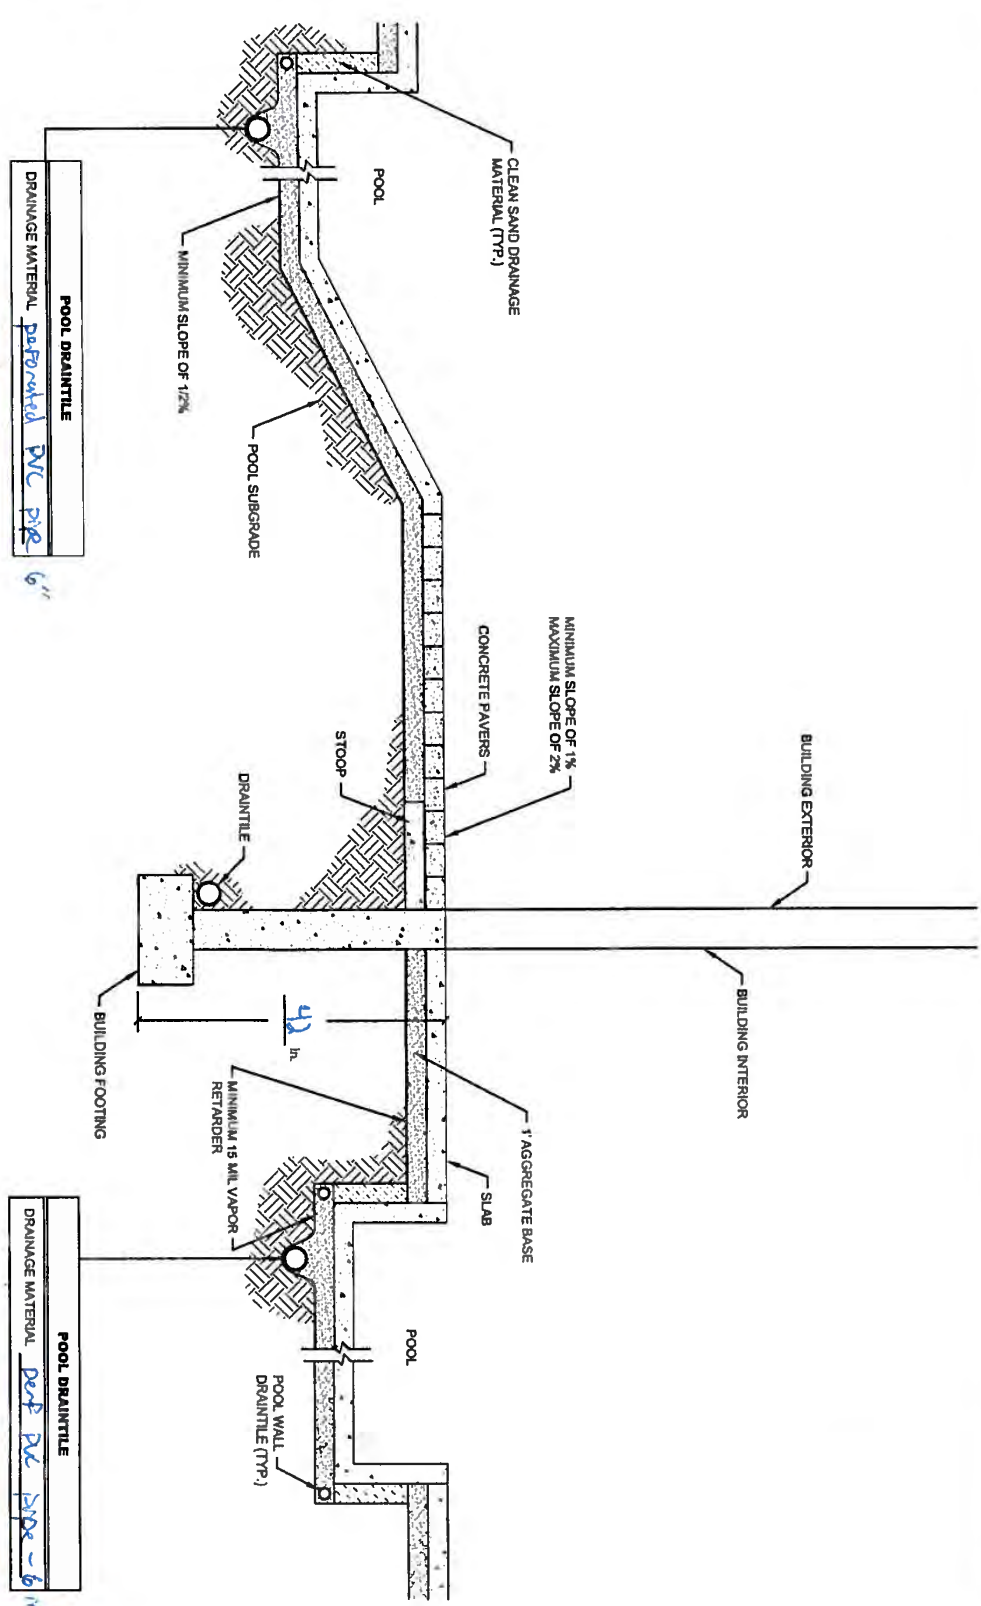 BUILDING EXTERIOR
BUILDING INTERIOR
MINIMUM SLOPE OF 1%
MAXIMUM SLOPE OF 2%
CONCRETE PAVERS
CLEAN SAND DRAINAGE
MATERIAL (TYP.)
POOL
1' AGGREGATE BASE
SLAB
POOL
STOOP
DRAINTILE
POOL SUBGRADE
MINIMUM SLOPE OF 1/2%
42 in.
MINIMUM 15 MIL VAPOR
RETARDER
BUILDING FOOTING
POOL WALL
DRAINTILE (TYP.)
POOL DRAINTILE
DRAINAGE MATERIAL perforated PVC pipe 6"
POOL DRAINTILE
DRAINAGE MATERIAL perf PVC pipe - 6